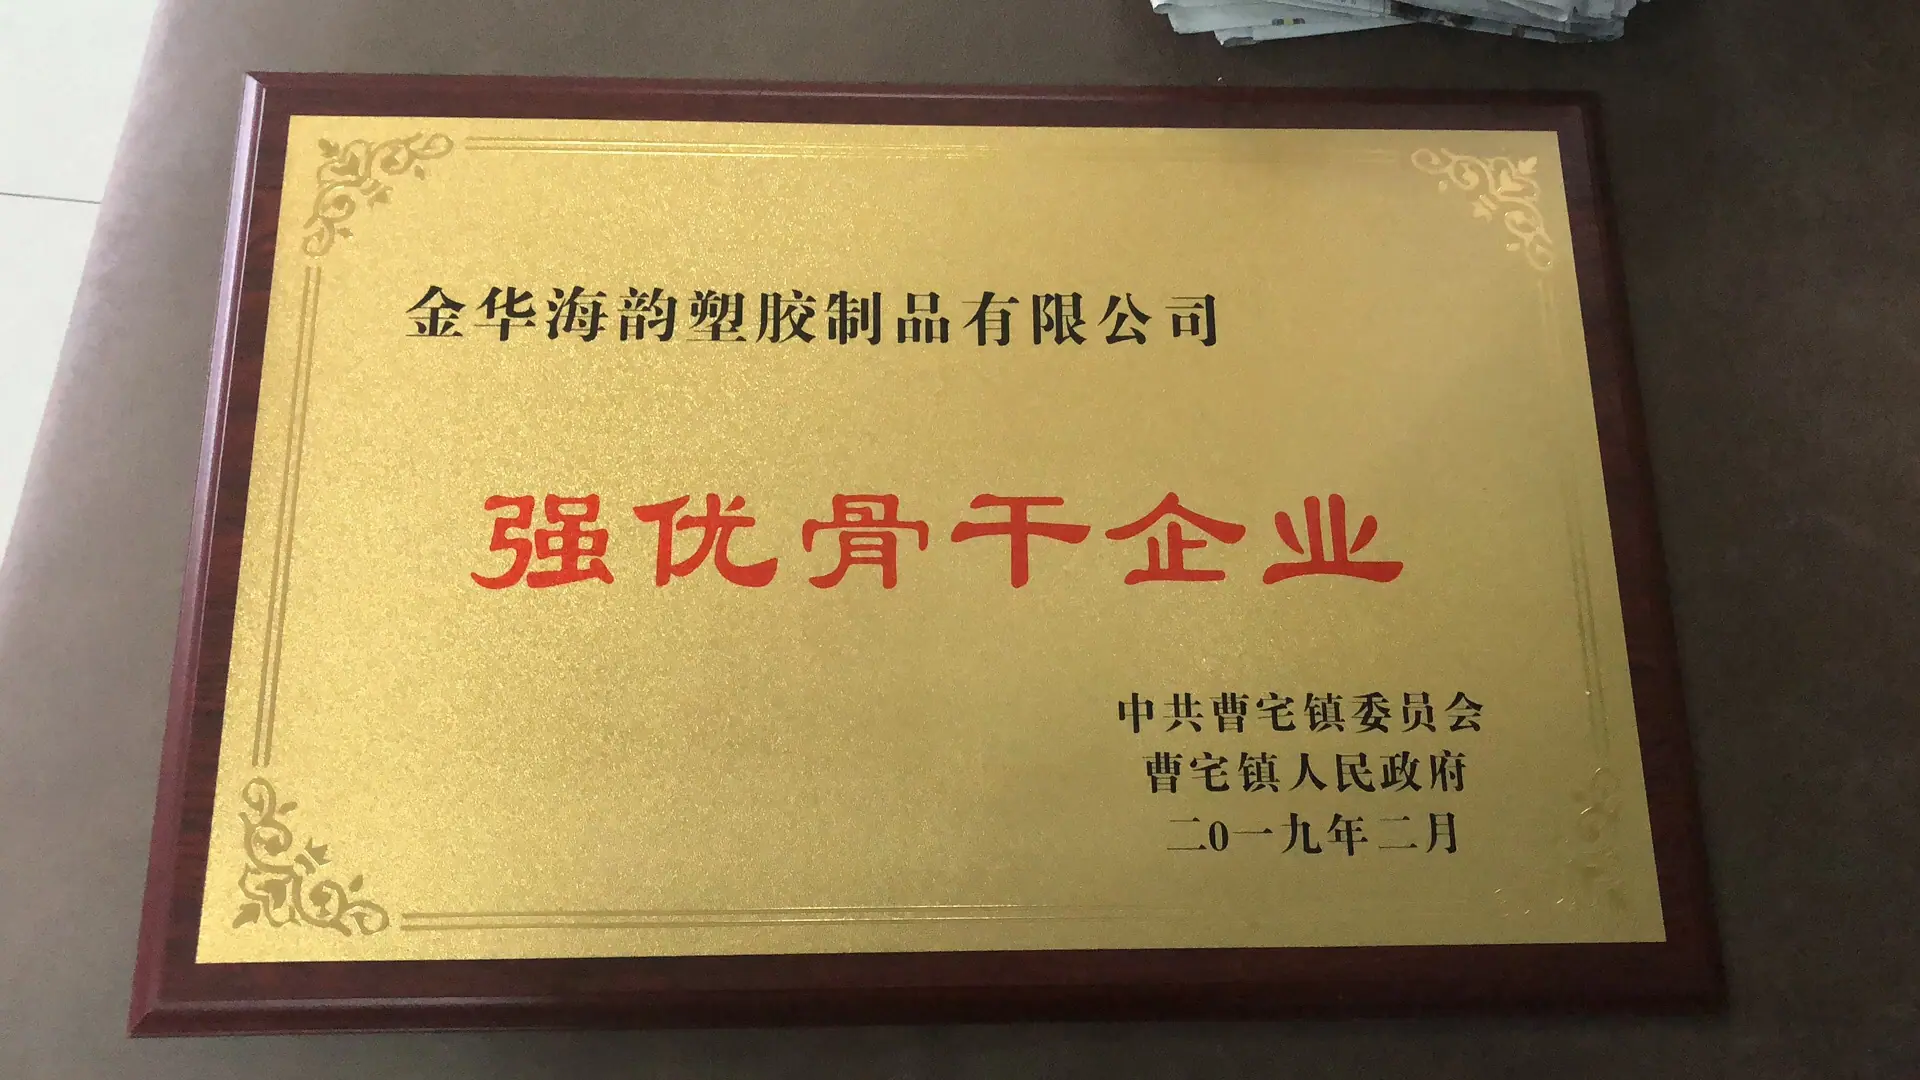 金华海韵塑胶制品有限公司
强优骨干企业
中共曹宅镇委员会
曹宅镇人民政府
二0一九年二月